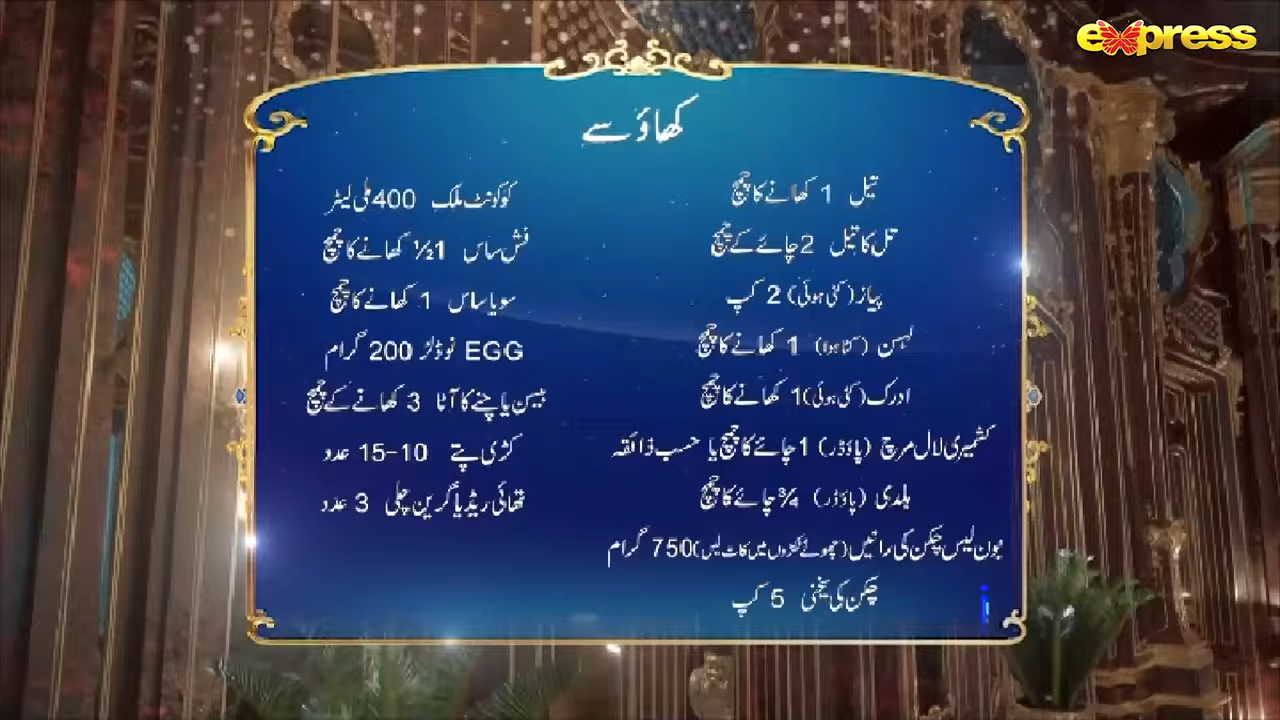 express
کھاؤسے
تیل 1 کھانے کا چمچ
تل کا تیل 2 چائے کے چمچ
پیاز (کٹی ہوئی) 2 کپ
لہسن (کٹا ہوا) 1 کھانے کا چمچ
ادرک (کٹی ہوئی) 1 کھانے کا چمچ
کشمیری لال مرچ (پاؤڈر) 1 چائے کا چمچ یا حسب ذائقہ
ہلدی (پاؤڈر) ¾ چائے کا چمچ
بون لیس چکن کی رانیں (چھوٹے ٹکڑوں میں کاٹ لیں) 750 گرام
چکن کی یخنی 5 کپ
کوکونٹ ملک 400 ملی لیٹر
فش ساس 1½ کھانے کا چمچ
سویا ساس 1 کھانے کا چمچ
EGG نوڈلز 200 گرام
بیسن یا چنے کا آٹا 3 کھانے کے چمچ
کڑی پتے 10-15 عدد
تھائی ریڈ یا گرین چلی 3 عدد